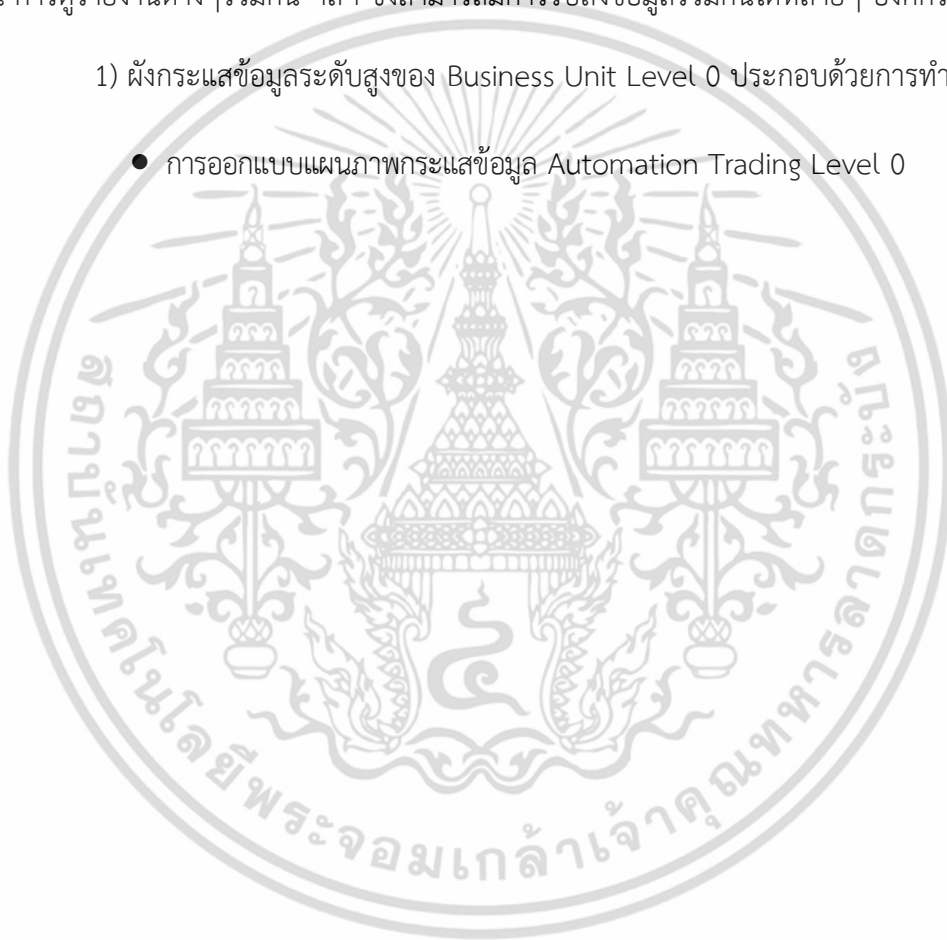 1) ผังกระแสข้อมูลระดับสูงของ Business Unit Level 0 ประกอบด้วยการทำ
● การออกแบบแผนภาพกระแสข้อมูล Automation Trading Level 0
๔
สถาบันเทคโนโลยีพระจอมเกล้าเจ้าคุณทหารลาดกระบัง